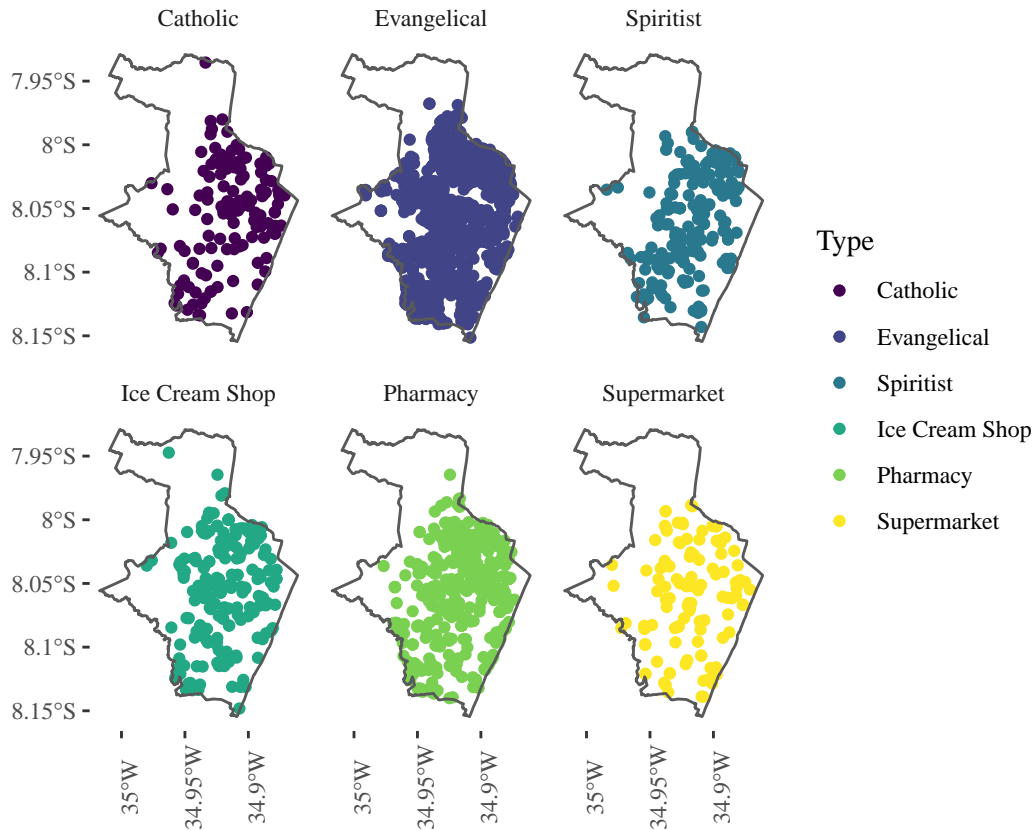 Catholic
Evangelical
Spiritist
7.95°S
8°S
8.05°S
8.1°S
8.15°S
Ice Cream Shop
Pharmacy
Supermarket
7.95°S
8°S
8.05°S
8.1°S
8.15°S
35°W
34.95°W
34.9°W
35°W
34.95°W
34.9°W
35°W
34.95°W
34.9°W
Type
Catholic
Evangelical
Spiritist
Ice Cream Shop
Pharmacy
Supermarket